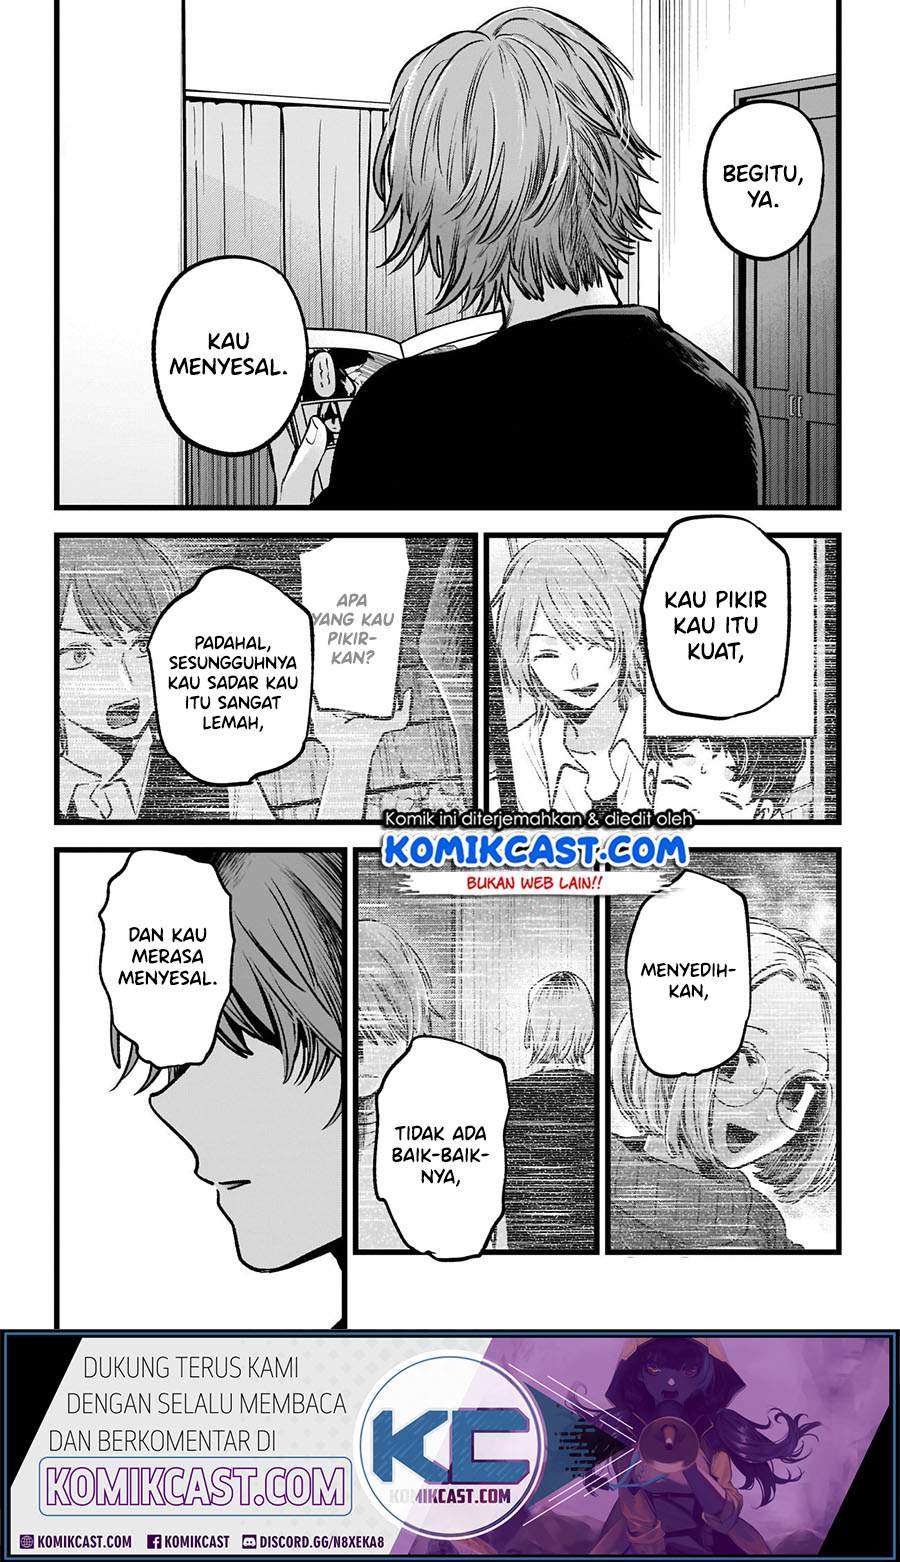 BEGITU,
YA.
KAU
MENYESAL.
KAU PIKIR
KAU ITU
KUAT,
APA
YANG KAU
PIKIR-
KAN?
PADAHAL,
SESUNGGUHNYA
KAU SADAR KAU
ITU SANGAT
LEMAH,
Komik ini diterjemahkan & diedit oleh
KOMIKCAST.COM
BUKAN WEB LAIN!!
MENYEDIH-
KAN,
TIDAK ADA
BAIK-BAIK-
NYA,
DAN KAU
MERASA
MENYESAL.
DUKUNG TERUS KAMI
DENGAN SELALU MEMBACA
DAN BERKOMENTAR DI
KOMIKCAST.COM
KOMIKCAST.COM
KOMIKCAST
DISCORD.GG/N8XEKA8
KC
KOMIKCAST.COM